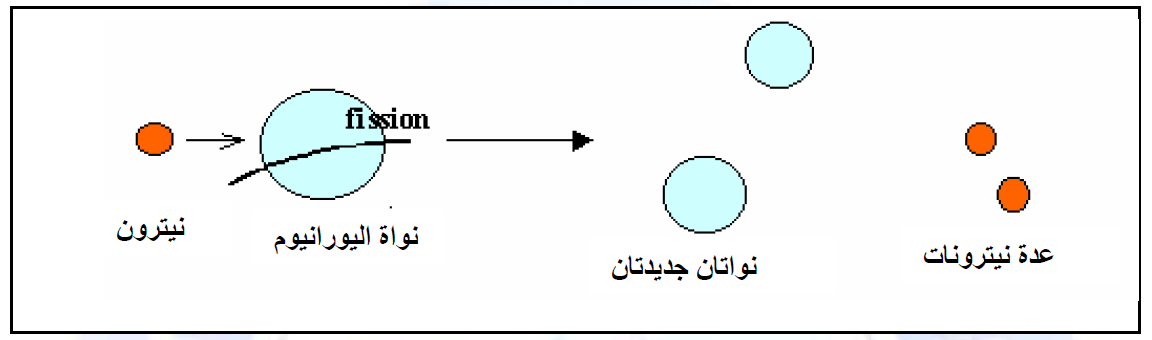 fission
نيترون
نواة اليورانيوم
نواتان جديدتان
عدة نيترونات